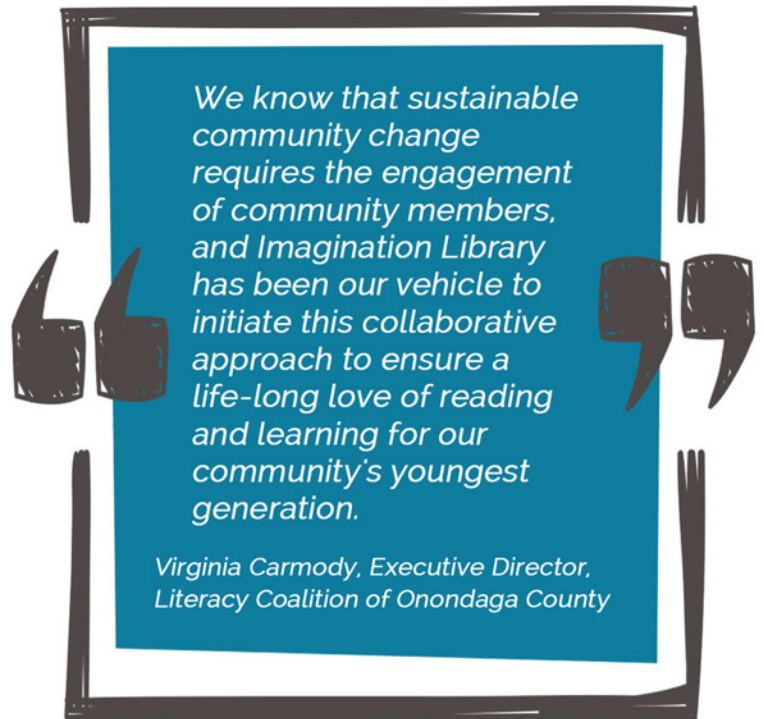 We know that sustainable
community change
requires the engagement
of community members,
and Imagination Library
has been our vehicle to
initiate this collaborative
approach to ensure a
life-long love of reading
and learning for our
community's youngest
generation.
Virginia Carmody, Executive Director,
Literacy Coalition of Onondaga County